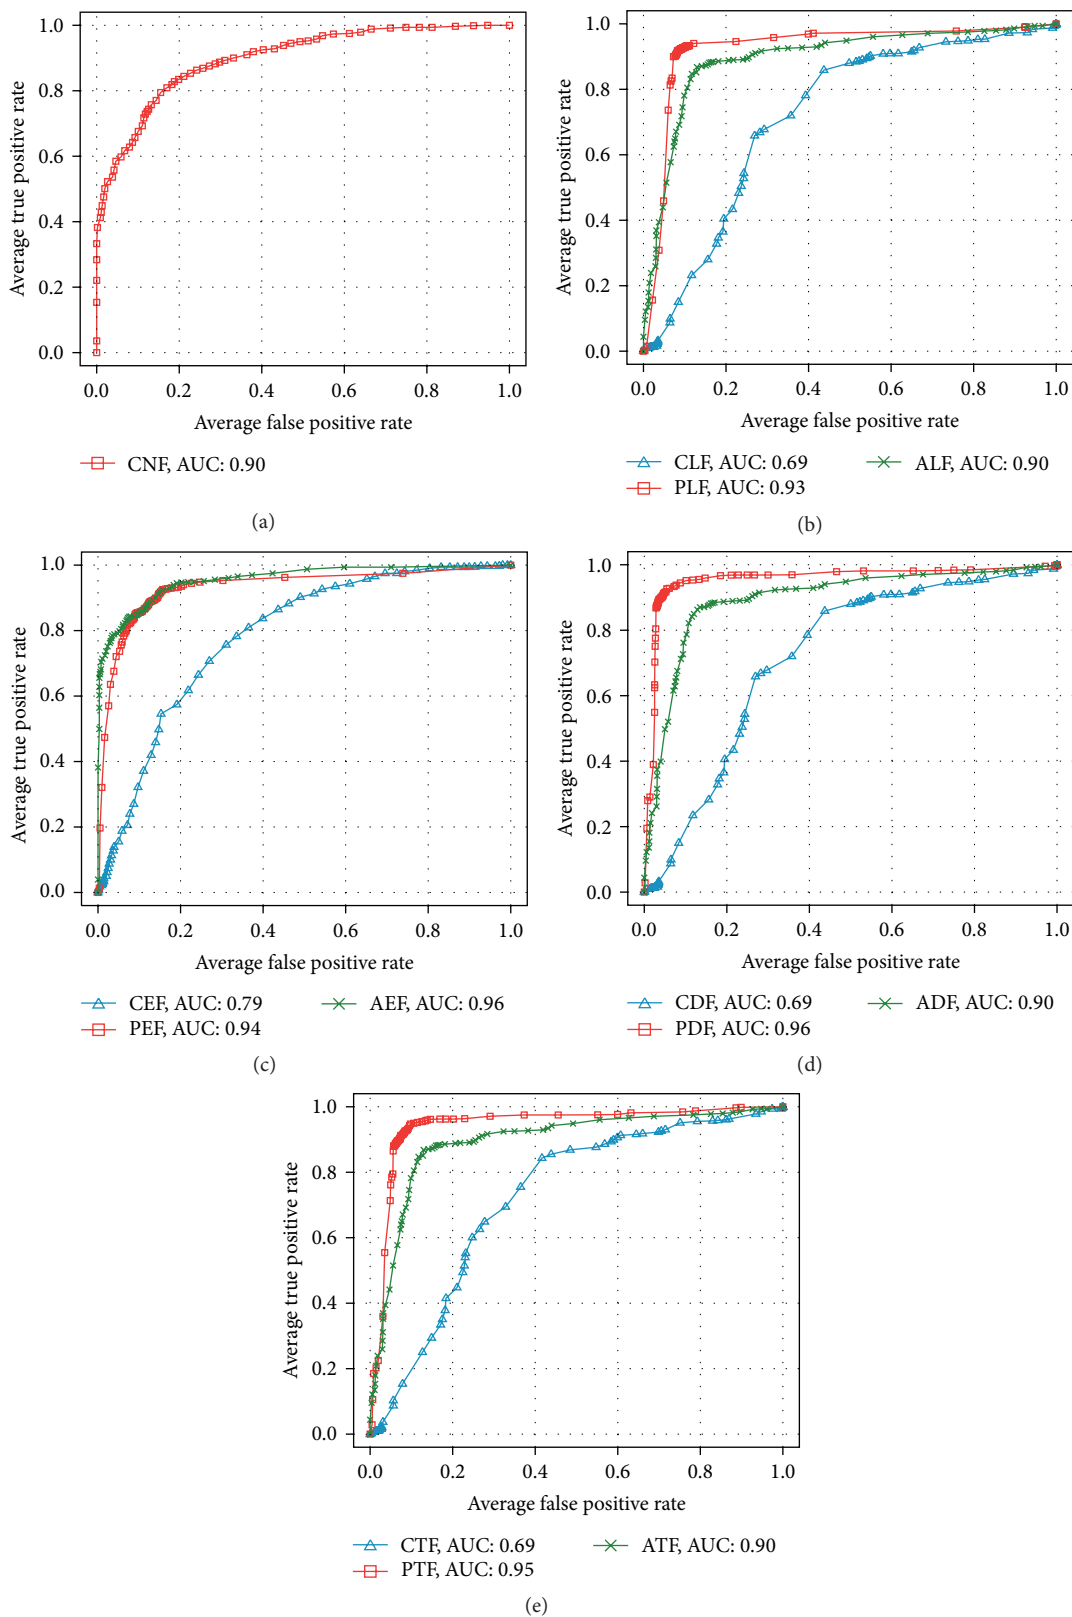 1.0
0.8
0.6
0.4
0.2
0.0
Average true positive rate
0.0 0.2 0.4 0.6 0.8 1.0
Average false positive rate
CNF, AUC: 0.90
(a)
1.0
0.8
0.6
0.4
0.2
0.0
Average true positive rate
0.0 0.2 0.4 0.6 0.8 1.0
Average false positive rate
CLF, AUC: 0.69 ALF, AUC: 0.90
PLF, AUC: 0.93
(b)
1.0
0.8
0.6
0.4
0.2
0.0
Average true positive rate
0.0 0.2 0.4 0.6 0.8 1.0
Average false positive rate
CEF, AUC: 0.79 AEF, AUC: 0.96
PEF, AUC: 0.94
(c)
1.0
0.8
0.6
0.4
0.2
0.0
Average true positive rate
0.0 0.2 0.4 0.6 0.8 1.0
Average false positive rate
CDF, AUC: 0.69 ADF, AUC: 0.90
PDF, AUC: 0.96
(d)
1.0
0.8
0.6
0.4
0.2
0.0
Average true positive rate
0.0 0.2 0.4 0.6 0.8 1.0
Average false positive rate
CTF, AUC: 0.69 ATF, AUC: 0.90
PTF, AUC: 0.95
(e)